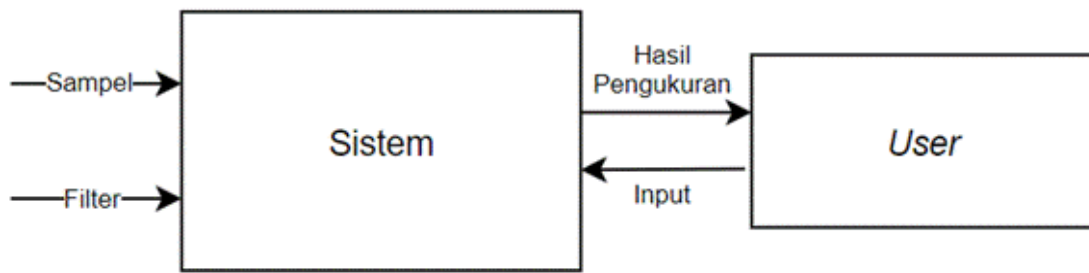 Sampel
Filter
Sistem
Hasil
Pengukuran
Input
User